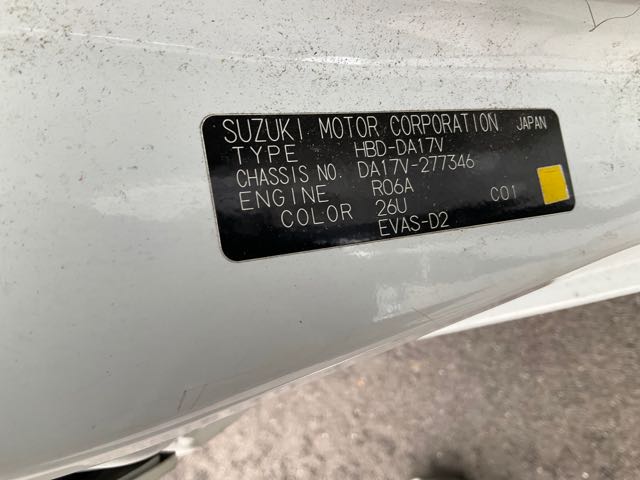 SUZUKI MOTOR CORPORATION JAPAN
TYPE HBD-DA17V
CHASSIS NO. DA17V-277346
ENGINE R06A
COLOR 26U C01
EVAS-D2